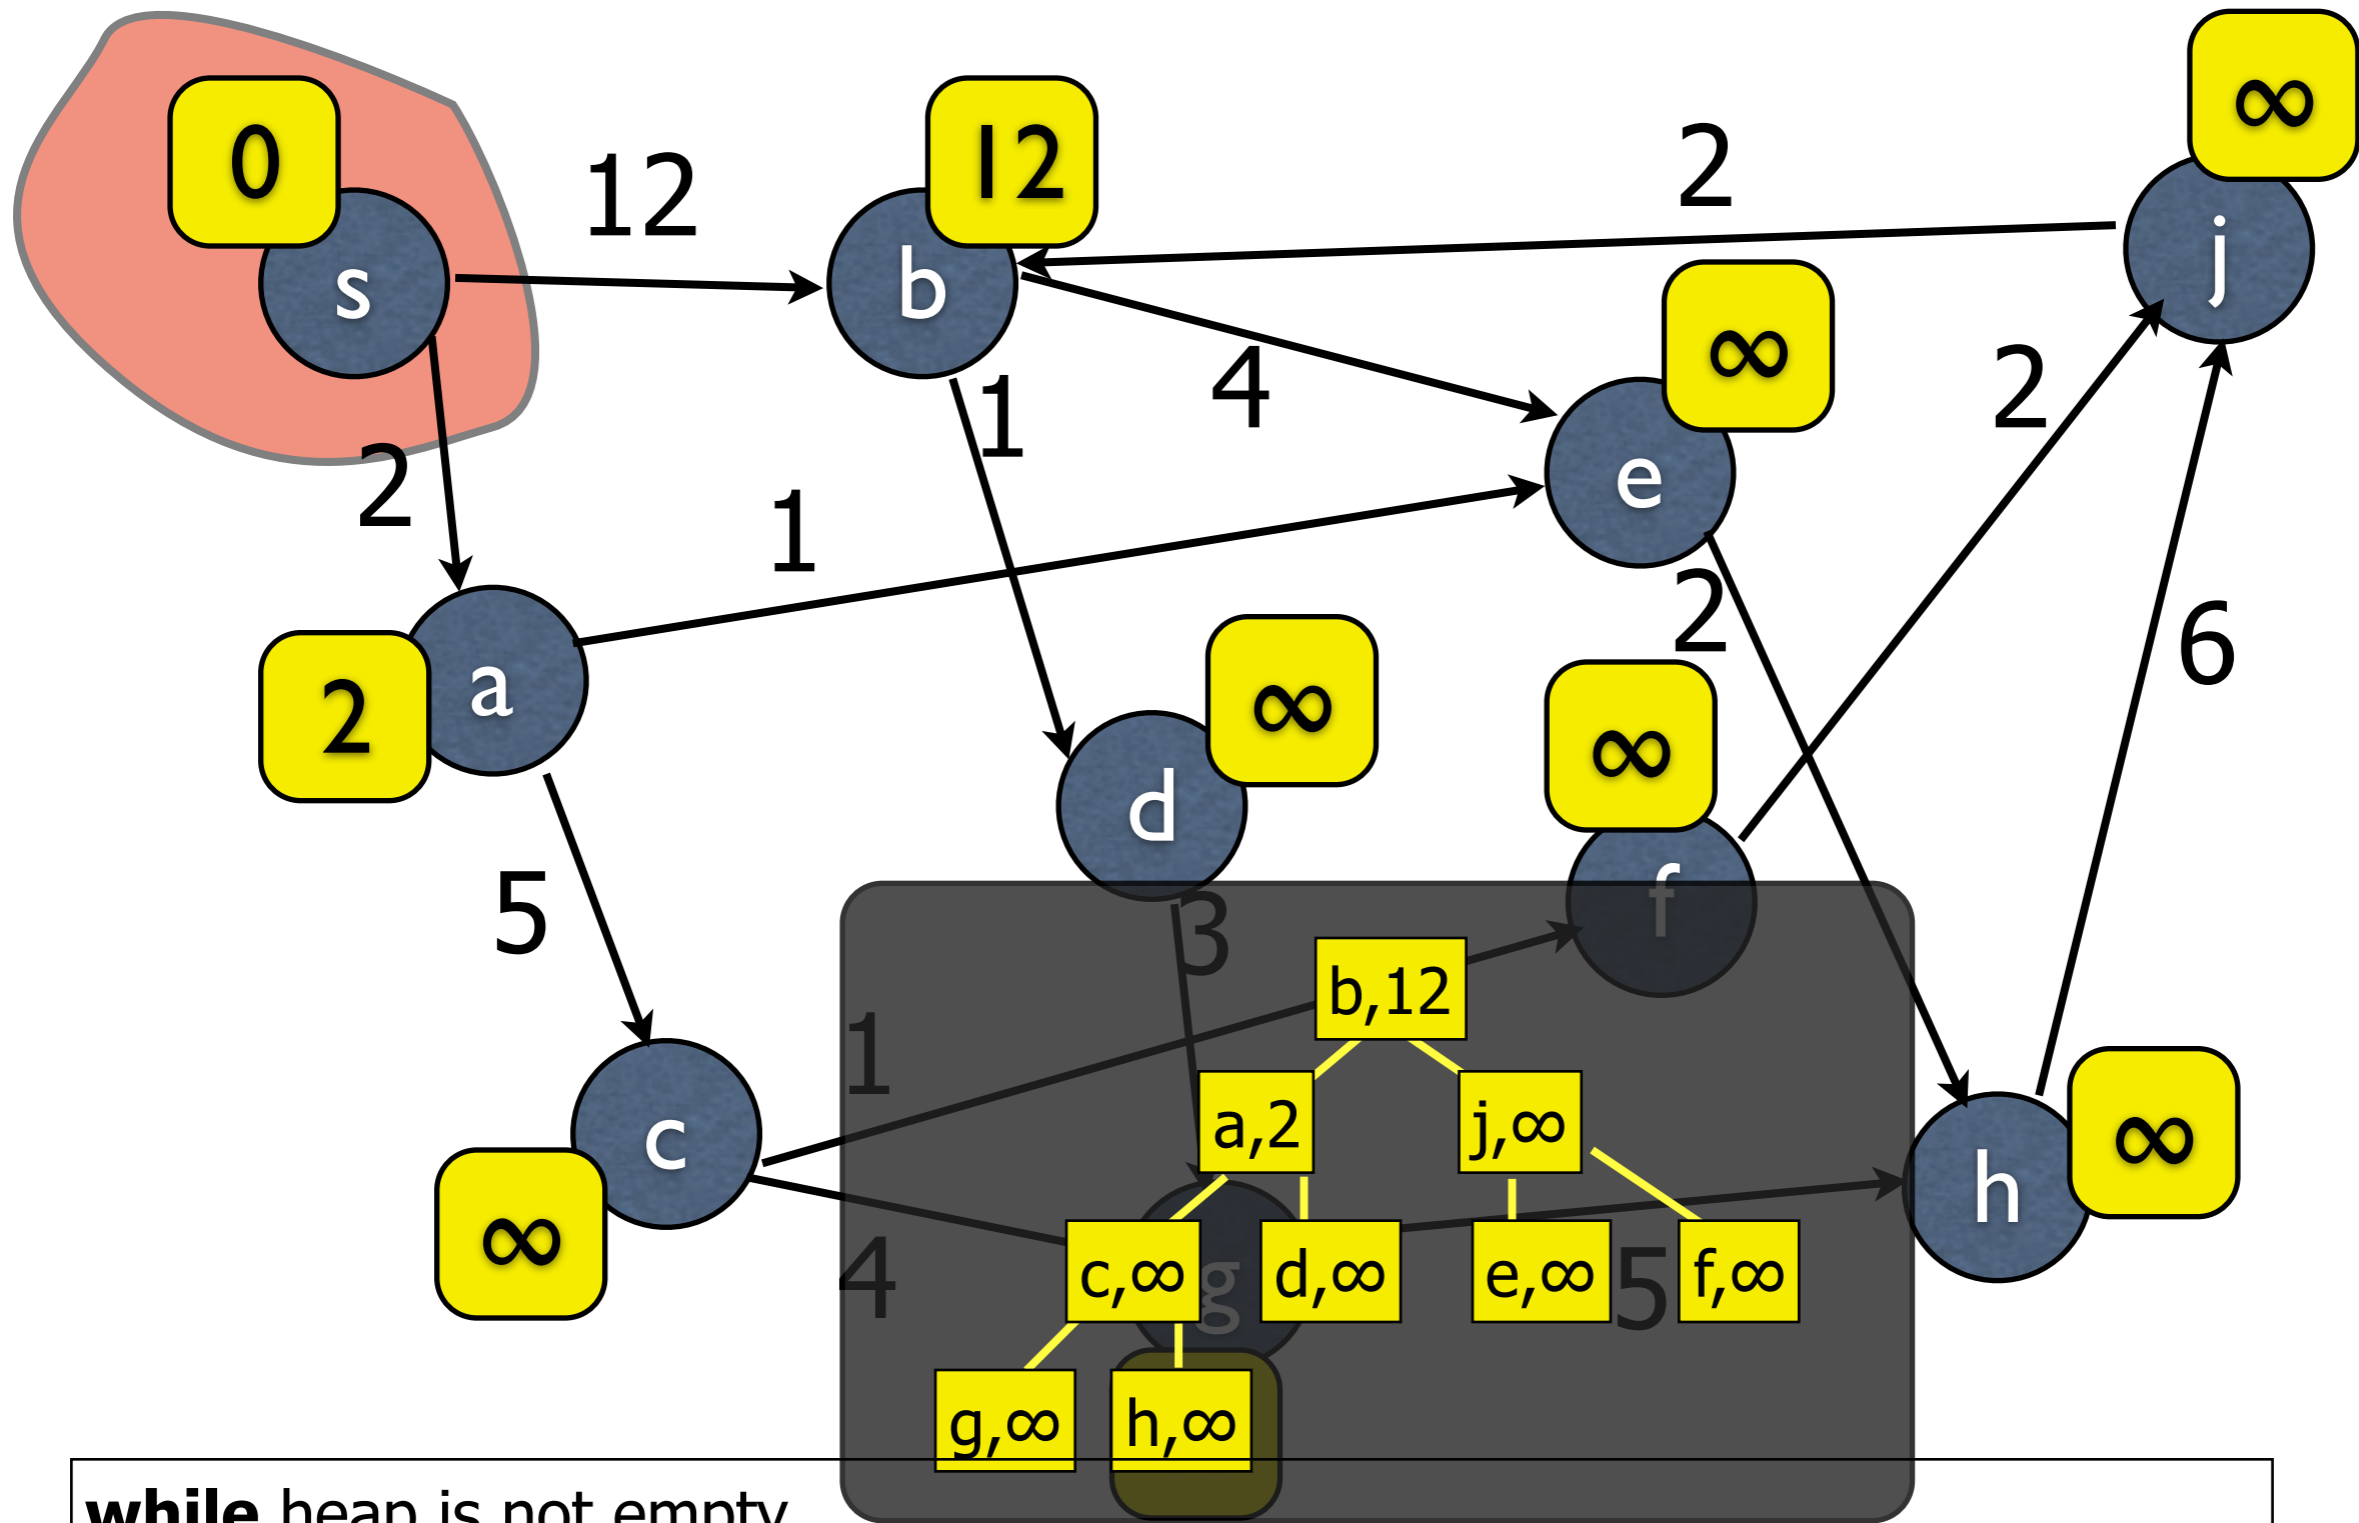 ∞
0
12
12
2
j
s
b
∞
4
2
1
e
2
1
2
∞
6
a
2
∞
d
∞
f
5
3
b,12
1
a,2
j,∞
c
h
∞
∞
4
c,∞
g
d,∞
e,∞
5
f,∞
g,∞
h,∞
while heap is not empty